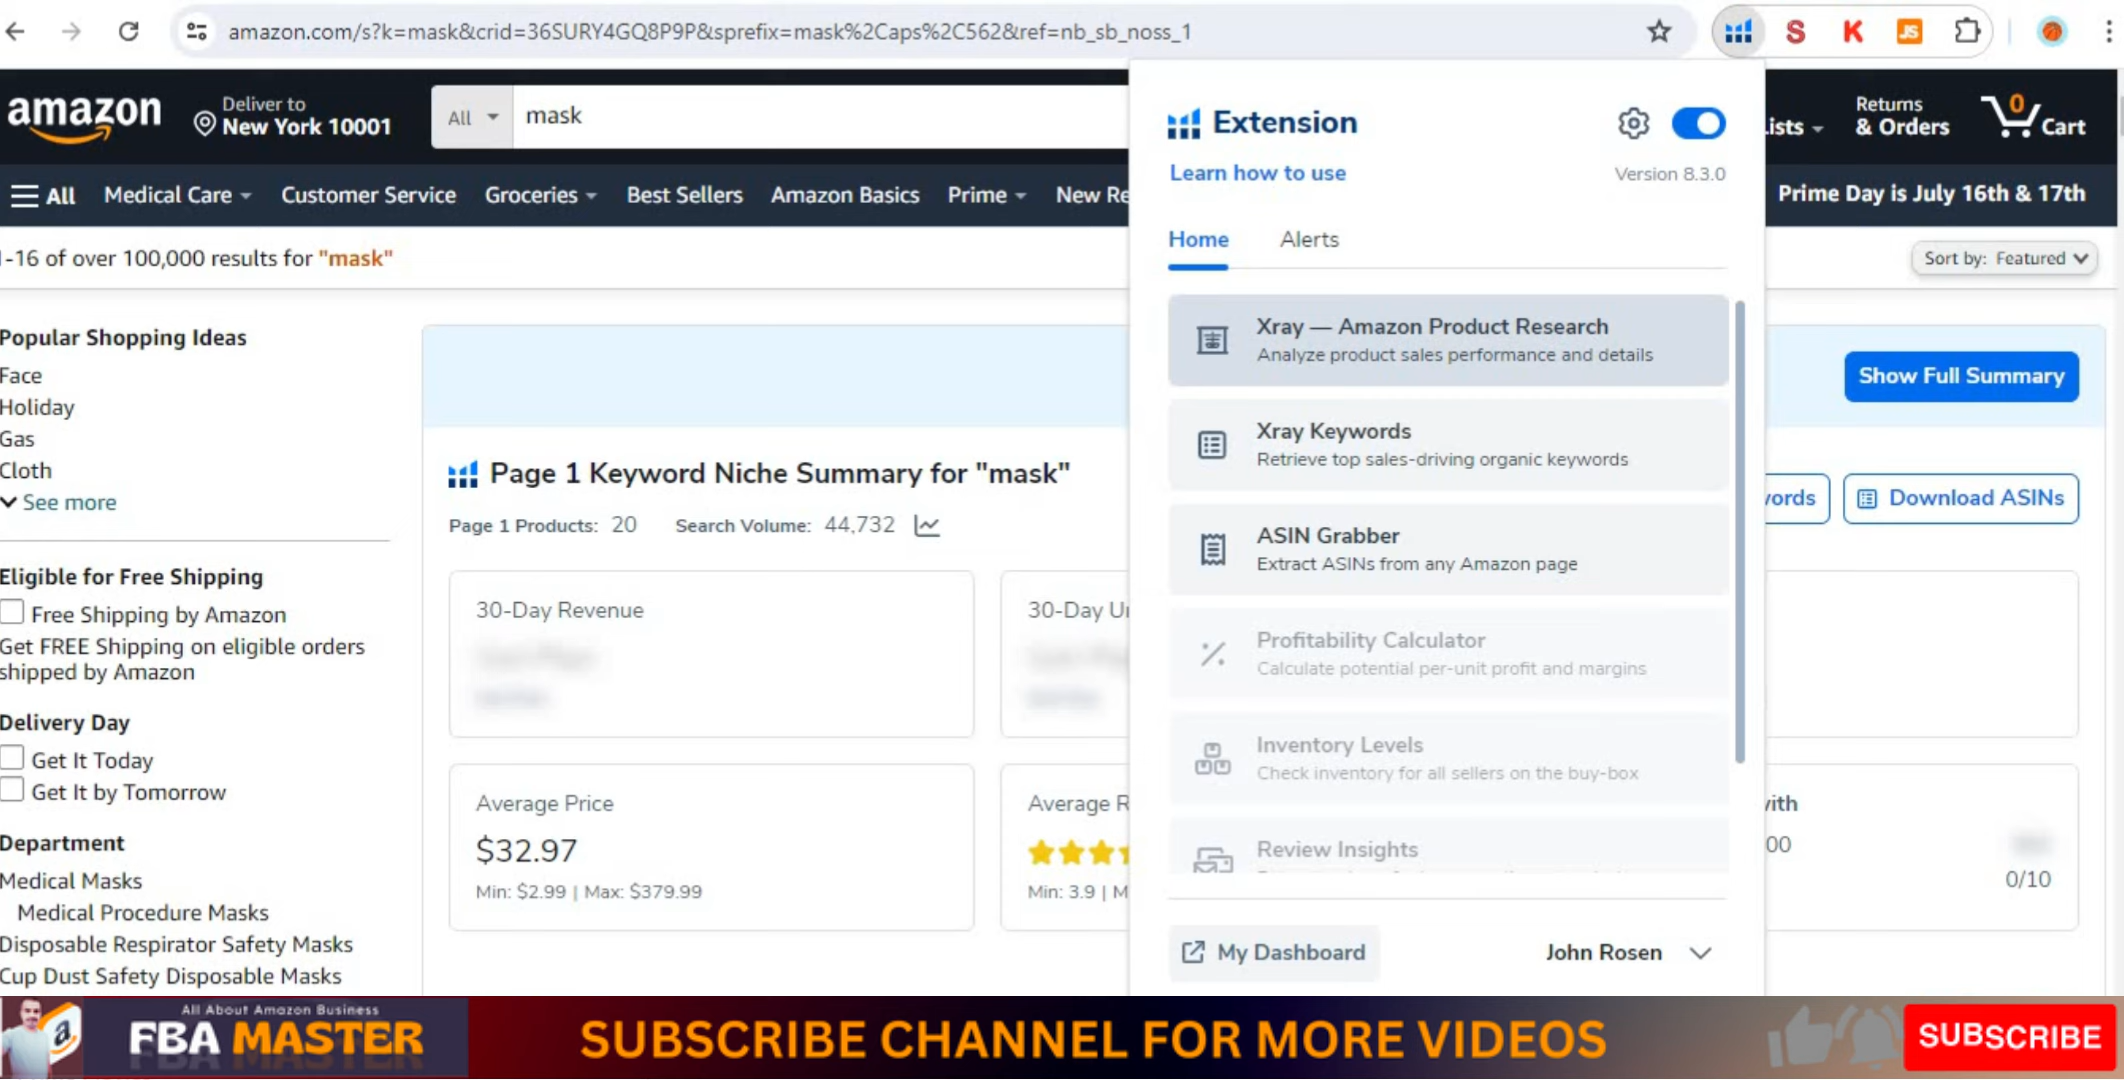 amazon.com/s?k=mask&crid=36SURY4GQ8P9P&sprefix=mask%2Caps%2C562&ref=nb_sb_noss_1
S
K
JS
amazon
Deliver to
New York 10001
All
mask
Returns
& Orders
0
Cart
All
Medical Care
Customer Service
Groceries
Best Sellers
Amazon Basics
Prime
New Re
Prime Day is July 16th & 17th
-16 of over 100,000 results for "mask"
Sort by: Featured
Popular Shopping Ideas
Face
Holiday
Gas
Cloth
See more
Eligible for Free Shipping
Free Shipping by Amazon
Get FREE Shipping on eligible orders
shipped by Amazon
Delivery Day
Get It Today
Get It by Tomorrow
Department
Medical Masks
Medical Procedure Masks
Disposable Respirator Safety Masks
Cup Dust Safety Disposable Masks
Show Full Summary
Page 1 Keyword Niche Summary for "mask"
Page 1 Products: 20
Search Volume: 44,732
Download ASINs
30-Day Revenue
30-Day U
Average Price
$32.97
Min: $2.99 | Max: $379.99
Average R
Min: 3.9 | M
00
0/10
Extension
Learn how to use
Version 8.3.0
Home
Alerts
Xray — Amazon Product Research
Analyze product sales performance and details
Xray Keywords
Retrieve top sales-driving organic keywords
ASIN Grabber
Extract ASINs from any Amazon page
Profitability Calculator
Calculate potential per-unit profit and margins
Inventory Levels
Check inventory for all sellers on the buy-box
Review Insights
My Dashboard
John Rosen
All About Amazon Business
FBA MASTER
SUBSCRIBE CHANNEL FOR MORE VIDEOS
SUBSCRIBE